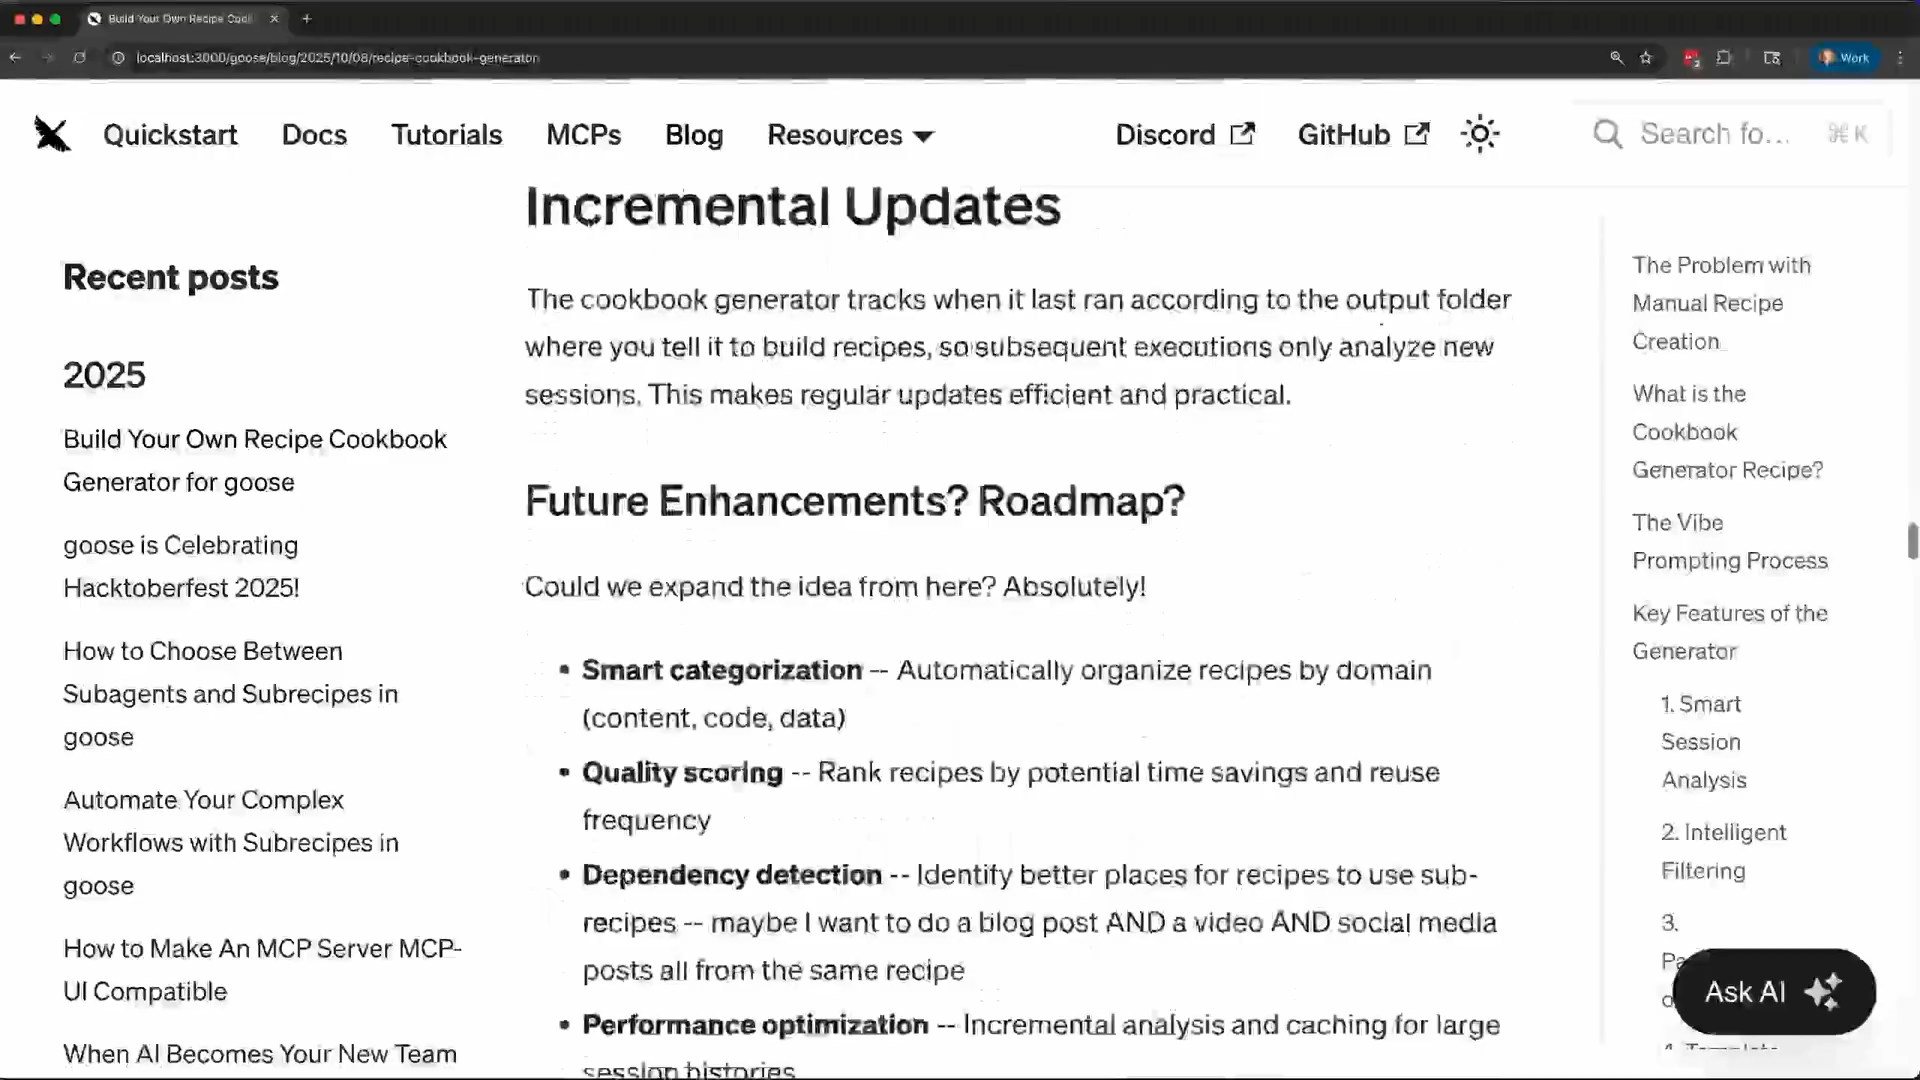 Build Your Own Recipe Cool
localhost:3000/goose/blog/2025/10/08/recipe-cookbook-generator
Work
Quickstart
Docs
Tutorials
MCPs
Blog
Resources
Discord
GitHub
Search fo...
⌘ K
Recent posts
2025
Build Your Own Recipe Cookbook
Generator for goose
goose is Celebrating
Hacktoberfest 2025!
How to Choose Between
Subagents and Subrecipes in
goose
Automate Your Complex
Workflows with Subrecipes in
goose
How to Make An MCP Server MCP-
UI Compatible
When AI Becomes Your New Team
Incremental Updates
The cookbook generator tracks when it last ran according to the output folder
where you tell it to build recipes, so subsequent executions only analyze new
sessions. This makes regular updates efficient and practical.
Future Enhancements? Roadmap?
Could we expand the idea from here? Absolutely!
• Smart categorization -- Automatically organize recipes by domain
(content, code, data)
• Quality scoring -- Rank recipes by potential time savings and reuse
frequency
• Dependency detection -- Identify better places for recipes to use sub-
recipes -- maybe I want to do a blog post AND a video AND social media
posts all from the same recipe
• Performance optimization -- Incremental analysis and caching for large
session histories
The Problem with
Manual Recipe
Creation
What is the
Cookbook
Generator Recipe?
The Vibe
Prompting Process
Key Features of the
Generator
1. Smart
Session
Analysis
2. Intelligent
Filtering
3.
Ask AI